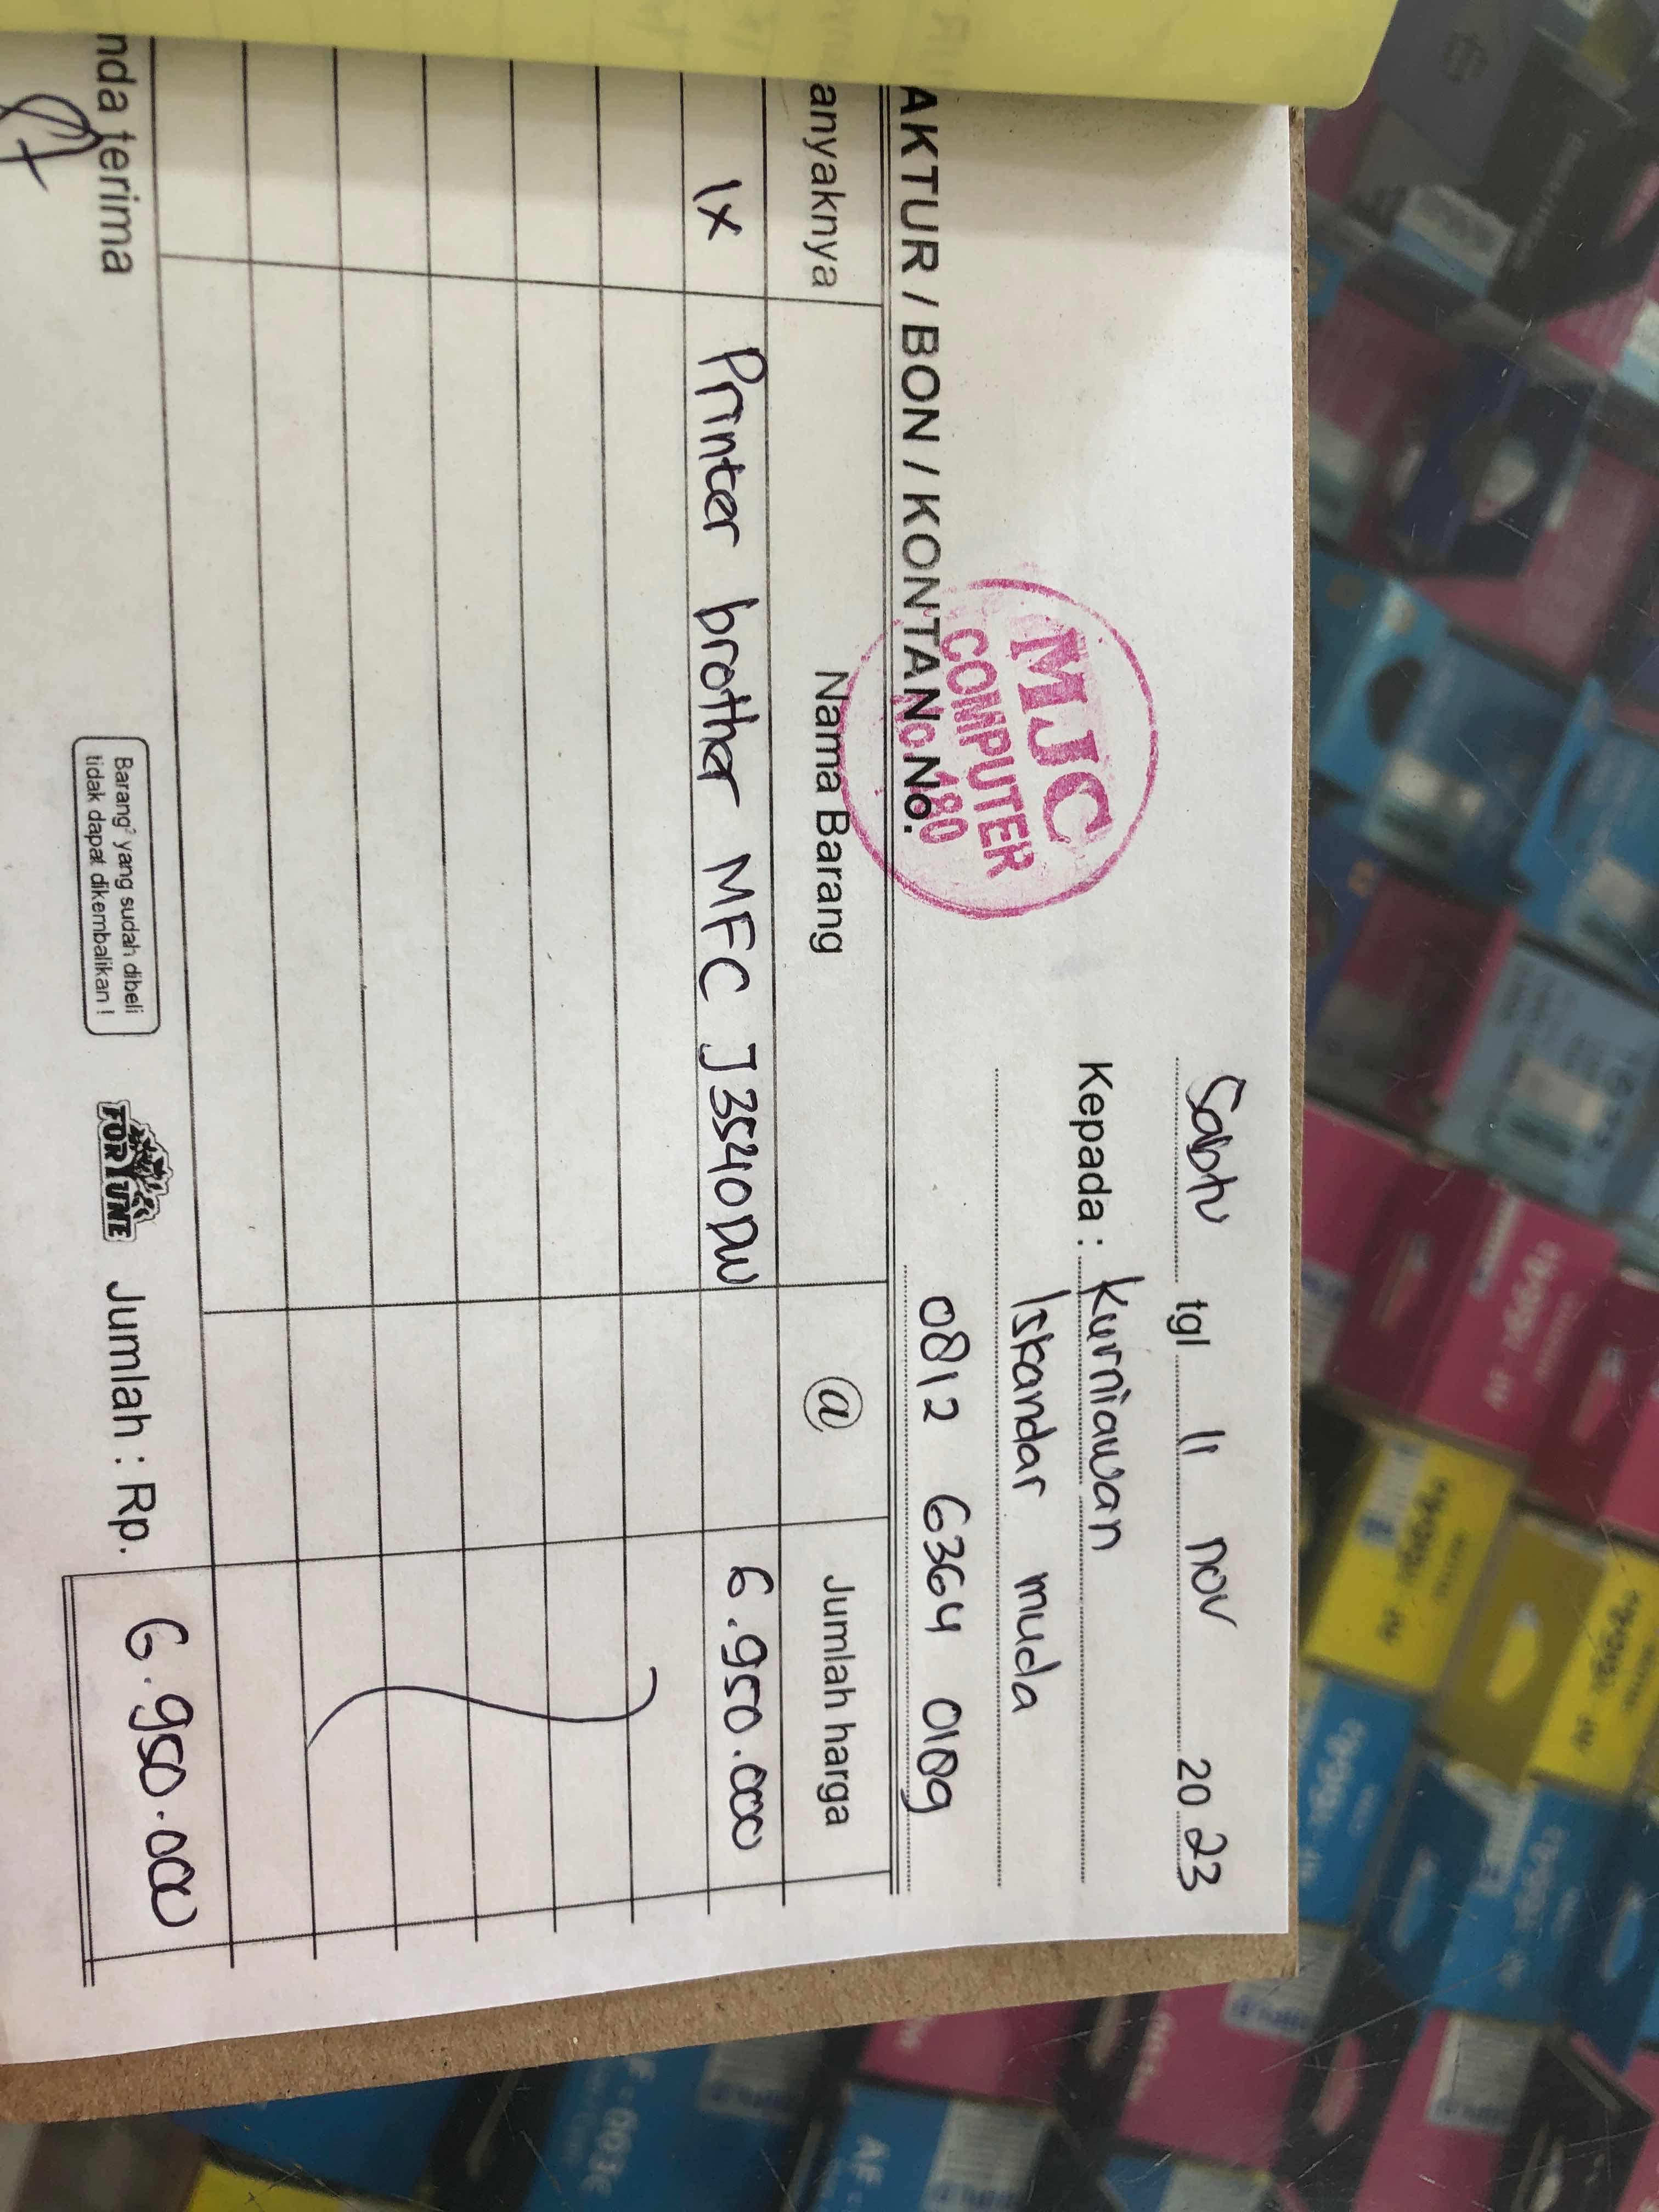 Sabtu tgl 11 nov 2023
Kepada : Kurniawan
Iskandar muda
0812 6364 0109
MJC
COMPUTER
No. 180
AKTUR / BON / KONTAN No.
anyaknya Nama Barang @ Jumlah harga
1x Printer brother MFC J3540DW 6.950.000
nda terima
Barang² yang sudah dibeli
tidak dapat dikembalikan !
FORTUNE
Jumlah : Rp. 6.950.000